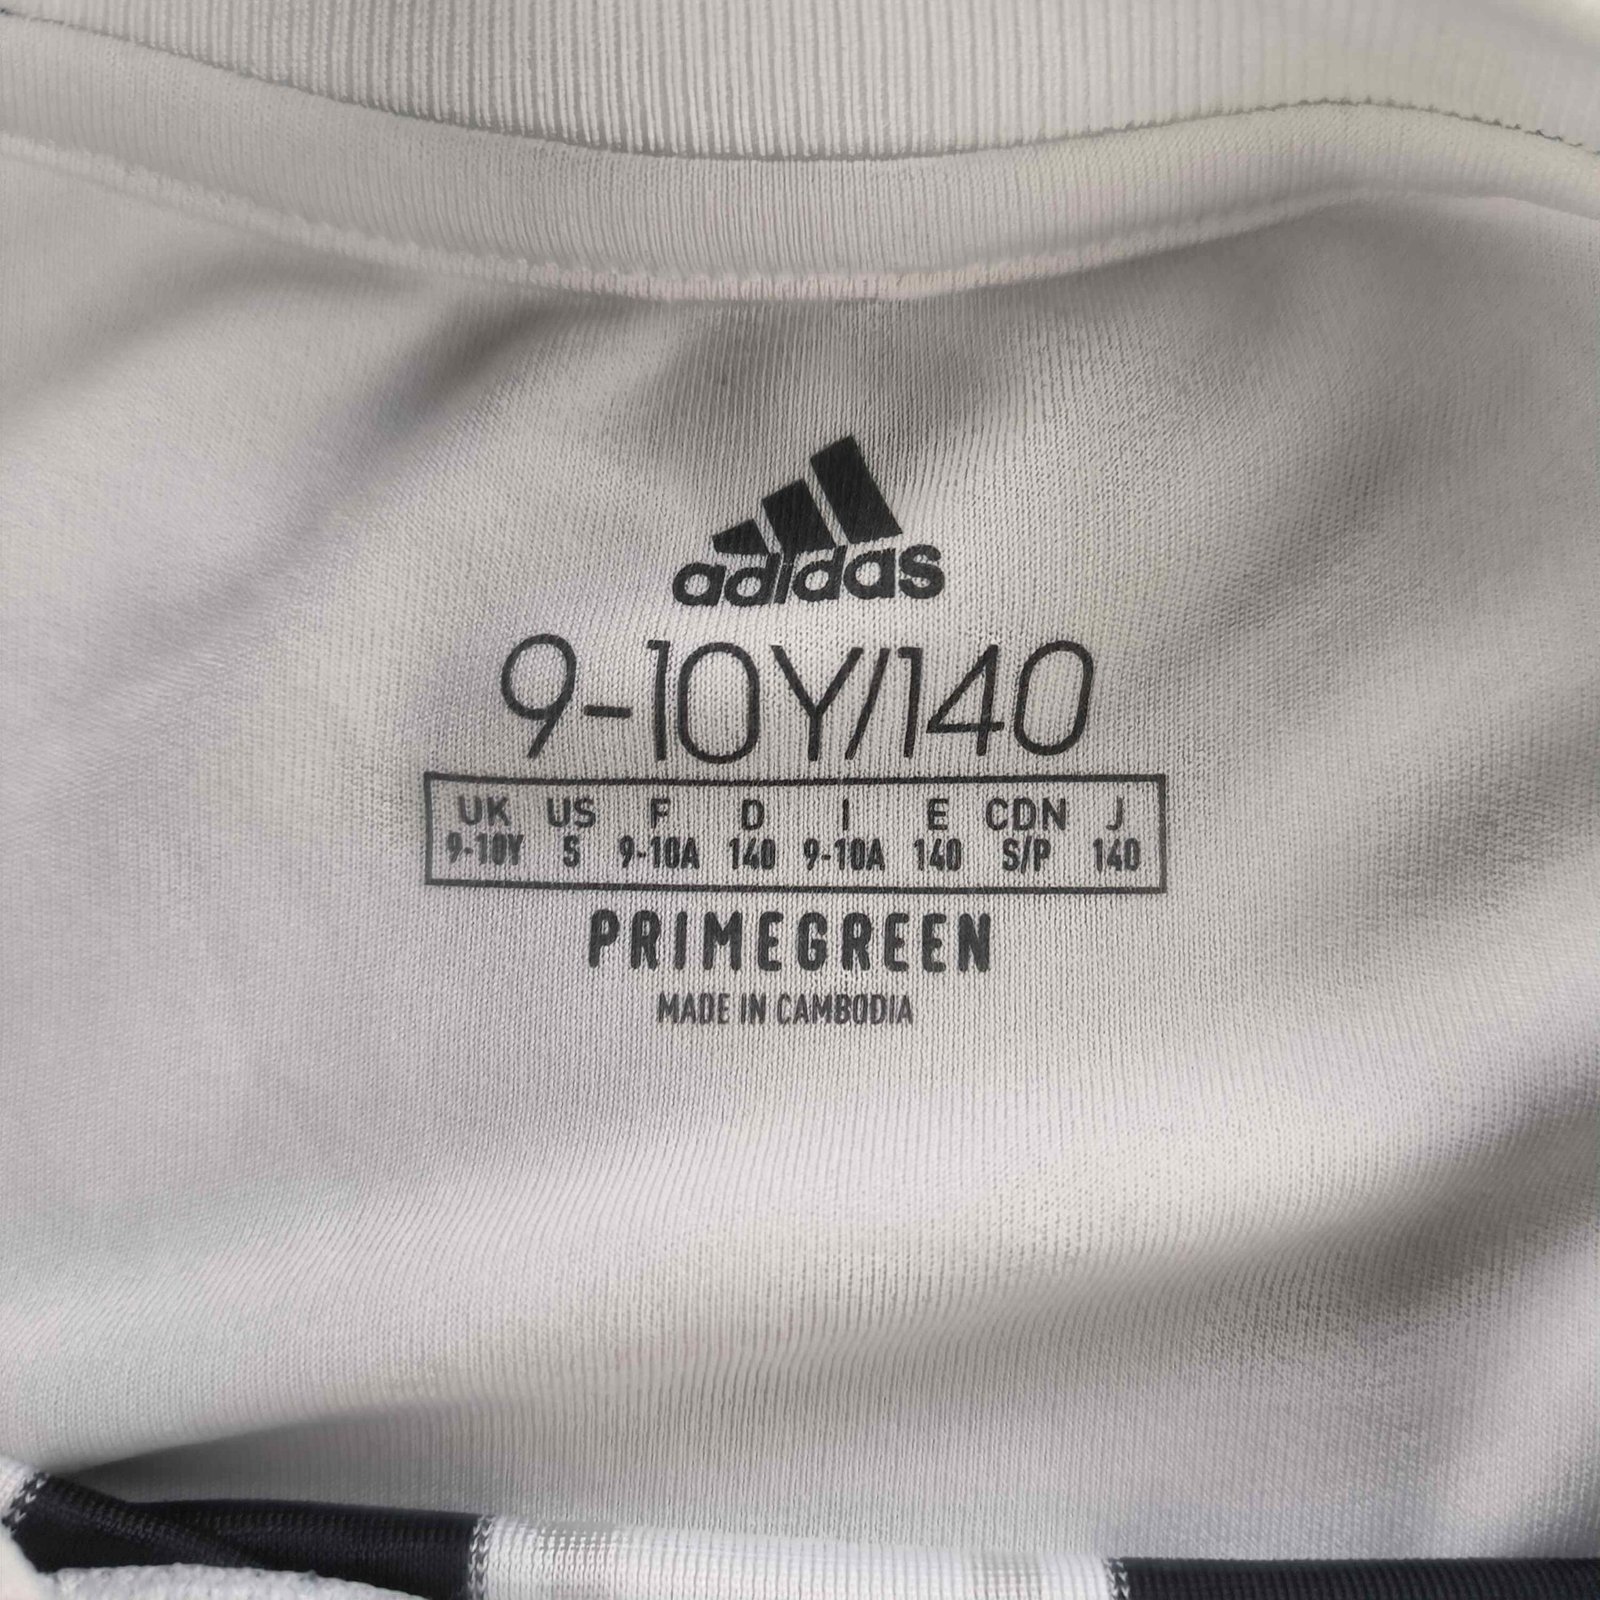 adidas
9-10Y/140
UK US F D I E CDN J
9-10Y S 9-10A 140 9-10A 140 S/P 140
PRIMEGREEN
MADE IN CAMBODIA